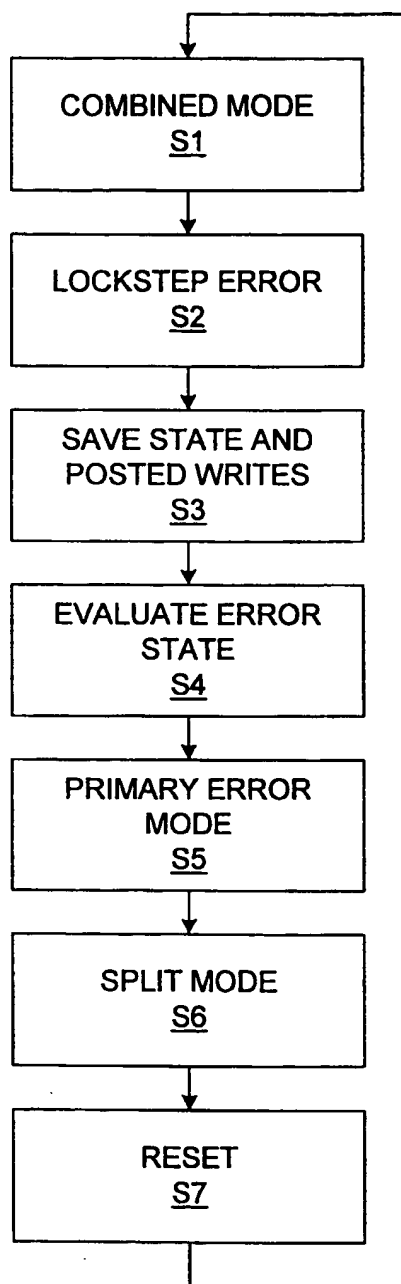 COMBINED MODE
S1
LOCKSTEP ERROR
S2
SAVE STATE AND
POSTED WRITES
S3
EVALUATE ERROR
STATE
S4
PRIMARY ERROR
MODE
S5
SPLIT MODE
S6
RESET
S7